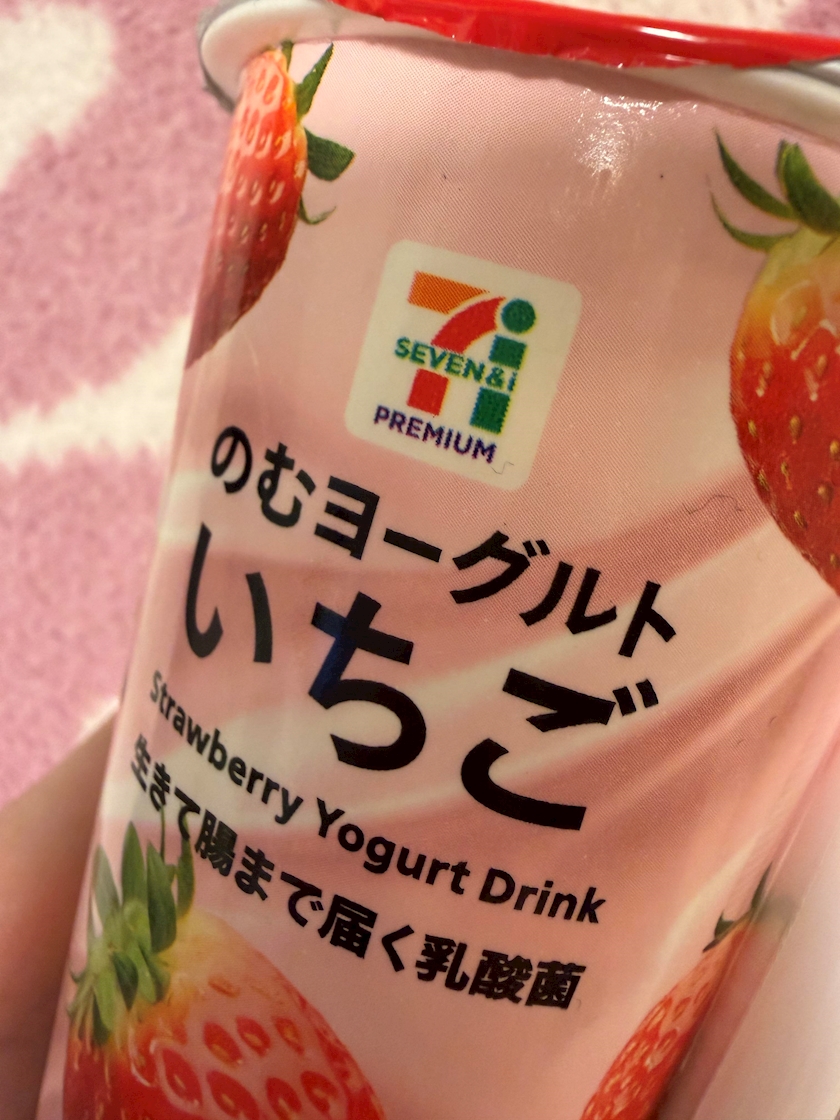 SEVEN&i
PREMIUM
のむヨーグルト
いちご
Strawberry Yogurt Drink
生きて腸まで届く乳酸菌